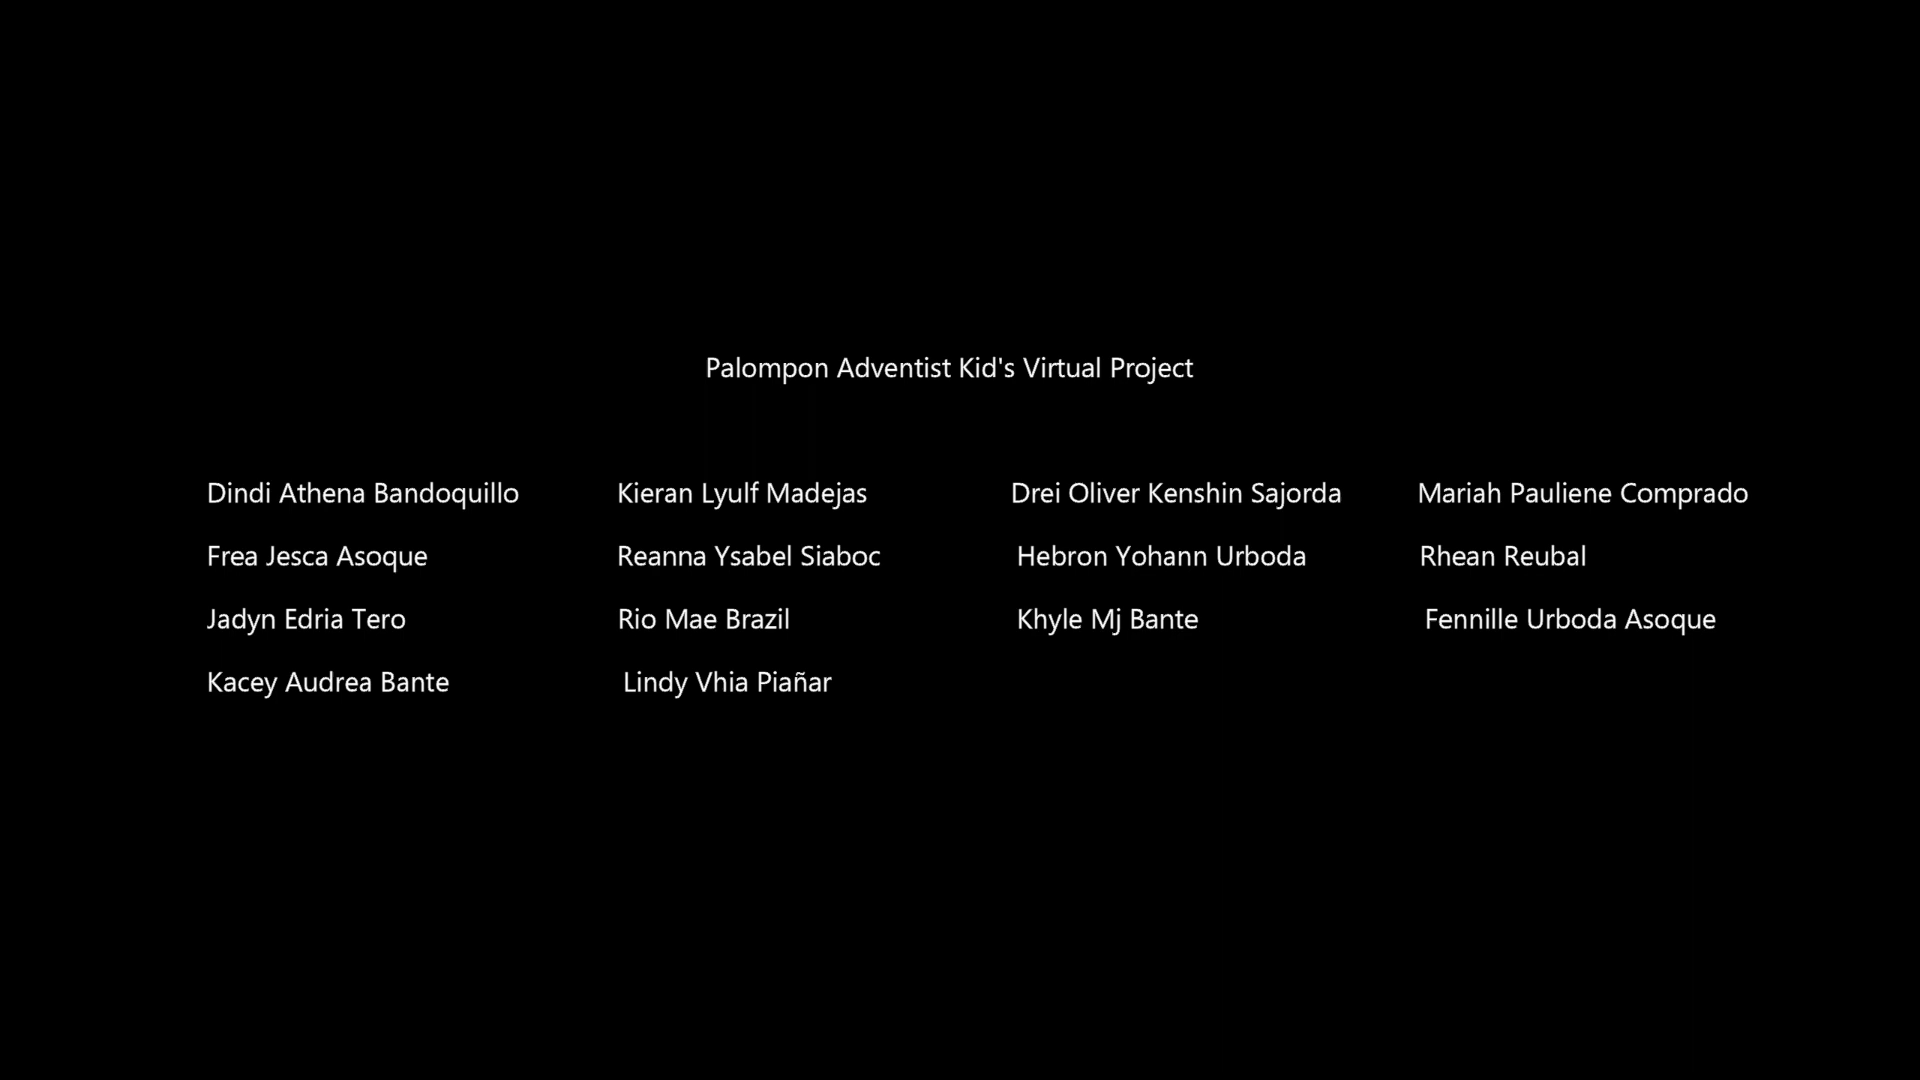 Palompon Adventist Kid's Virtual Project
Dindi Athena Bandoquillo Kieran Lyulf Madejas Drei Oliver Kenshin Sajorda Mariah Pauliene Comprado
Frea Jesca Asoque Reanna Ysabel Siaboc Hebron Yohann Urboda Rhean Reubal
Jadyn Edria Tero Rio Mae Brazil Khyle Mj Bante Fennille Urboda Asoque
Kacey Audrea Bante Lindy Vhia Piañar